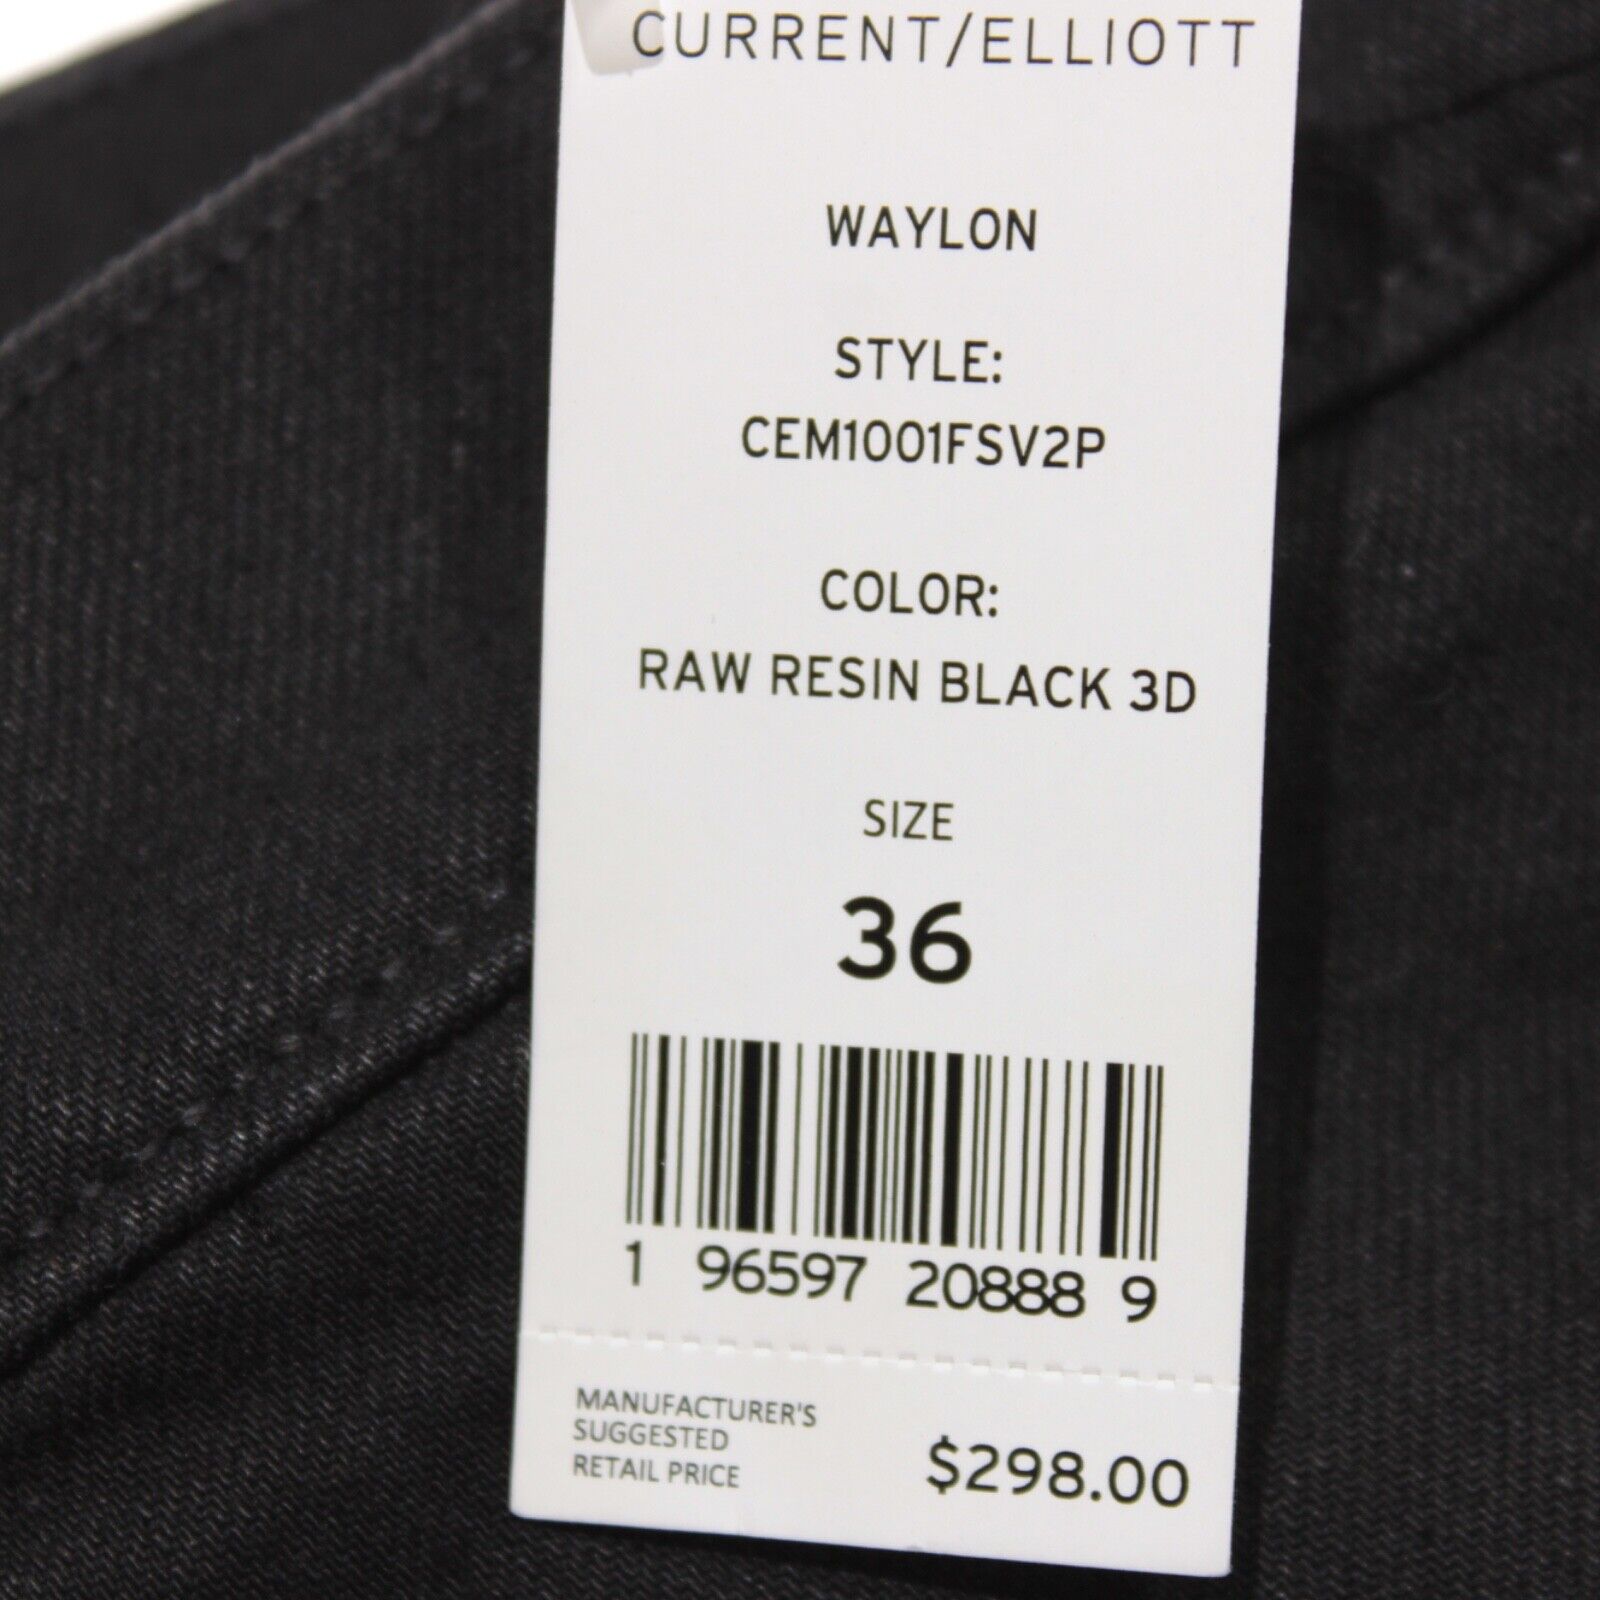 CURRENT/ELLIOTT
WAYLON
STYLE:
CEM1001FSV2P
COLOR:
RAW RESIN BLACK 3D
SIZE
36
1 96597 20888 9
MANUFACTURER'S
SUGGESTED
RETAIL PRICE
$298.00